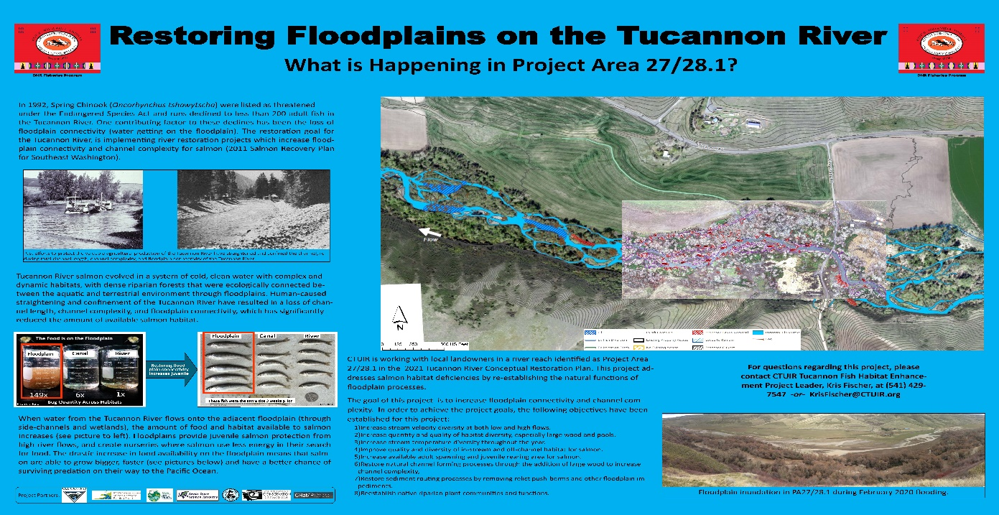 Restoring Floodplains on the Tucannon River
What is Happening in Project Area 27/28.1?
DNR Fisheries Program
DNR Fisheries Program
In 1992, Spring Chinook (Oncorhynchus tshawytscha) were listed as threatened
under the Endangered Species Act and runs declined to less than 200 adult fish in
the Tucannon River. One contributing factor to these declines has been the loss of
floodplain connectivity (water getting on the floodplain). The restoration goal for
the Tucannon River, is implementing river restoration projects which increase flood-
plain connectivity and channel complexity for salmon (2011 Salmon Recovery Plan
for Southeast Washington).
Past efforts to protect the valuable agricultural production of the Tucannon River have straightened and confined the channel, re-
ducing total channel length, channel complexity, and floodplain connectivity of the Tucannon River.
Tucannon River salmon evolved in a system of cold, clean water with complex and
dynamic habitats, with dense riparian forests that were ecologically connected be-
tween the aquatic and terrestrial environment through floodplains. Human-caused
straightening and confinement of the Tucannon River have resulted in a loss of chan-
nel length, channel complexity, and floodplain connectivity, which has significantly
reduced the amount of available salmon habitat.
The Food is on the Floodplain
Floodplain Canal River
149x 6x 1x
Bug Quantity Across Habitats
Restoring flood
plain connectivity
increases juvenile
Floodplain Canal River
These fish were the same size 3 weeks prior
When water from the Tucannon River flows onto the adjacent floodplain (through
side-channels and wetlands), the amount of food and habitat available to salmon
increases (see picture to left). Floodplains provide juvenile salmon protection from
high river flows, and create nurseries where salmon use less energy in their search
for food. The drastic increase in food availability on the floodplain means that salm-
on are able to grow bigger, faster (see pictures below) and have a better chance of
surviving predation on their way to the Pacific Ocean.
Project Partners:
Flow
N
US Feet
CTUIR is working with local landowners in a river reach identified as Project Area
27/28.1 in the 2021 Tucannon River Conceptual Restoration Plan. This project ad-
dresses salmon habitat deficiencies by re-establishing the natural functions of
floodplain processes.
The goal of this project is to increase floodplain connectivity and channel com-
plexity. In order to achieve the project goals, the following objectives have been
established for this project:
1)Increase stream velocity diversity at both low and high flows.
2)Increase quantity and quality of habitat diversity, especially large wood and pools.
3)Increase stream temperature diversity throughout the year.
4)Improve quality and diversity of in-stream and off-channel habitat for salmon.
5)Increase available adult spawning and juvenile rearing area for salmon.
6)Restore natural channel forming processes through the addition of large wood to increase
channel complexity,
7)Restore sediment routing processes by removing relict push-berms and other floodplain im-
pediments.
8)Reestablish native riparian plant communities and functions.
For questions regarding this project, please
contact CTUIR Tucannon Fish Habitat Enhance-
ment Project Leader, Kris Fischer, at (541) 429-
7547 -or- KrisFischer@CTUIR.org
Floodplain inundation in PA27/28.1 during February 2020 flooding.